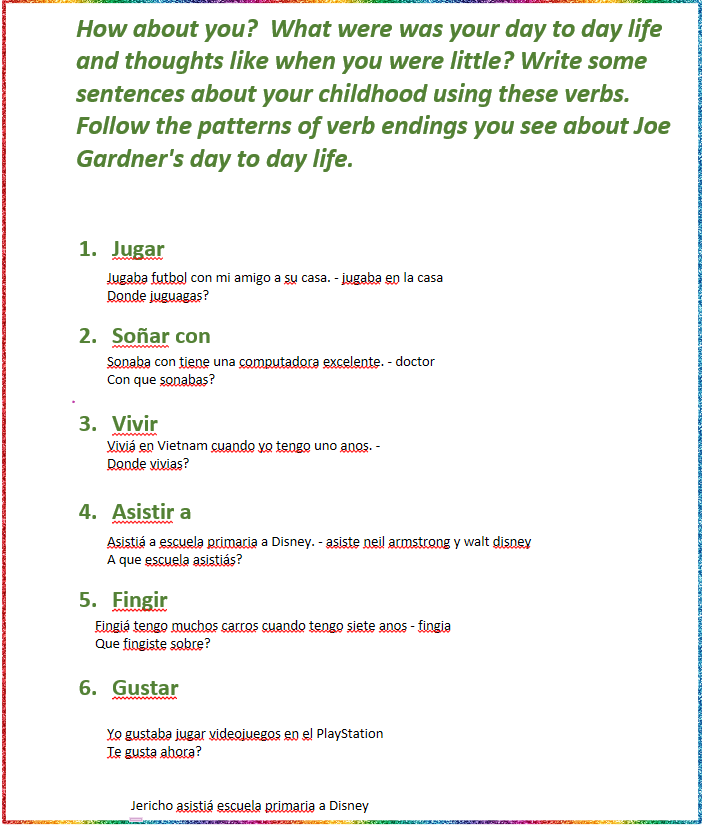 How about you?  What were was your day to day life
and thoughts like when you were little? Write some
sentences about your childhood using these verbs.
Follow the patterns of verb endings you see about Joe
Gardner's day to day life.
1. Jugar
Jugaba futbol con mi amigo a su casa. - jugaba en la casa
Donde juguagas?
2. Soñar con
Sonaba con tiene una computadora excelente. - doctor
Con que sonabas?
3. Vivir
Viviá en Vietnam cuando yo tengo uno anos. -
Donde vivias?
4. Asistir a
Asistiá a escuela primaria a Disney. - asiste neil armstrong y walt disney
A que escuela asistiás?
5. Fingir
Fingiá tengo muchos carros cuando tengo siete anos - fingia
Que fingiste sobre?
6. Gustar
Yo gustaba jugar videojuegos en el PlayStation
Te gusta ahora?
Jericho asistiá escuela primaria a Disney